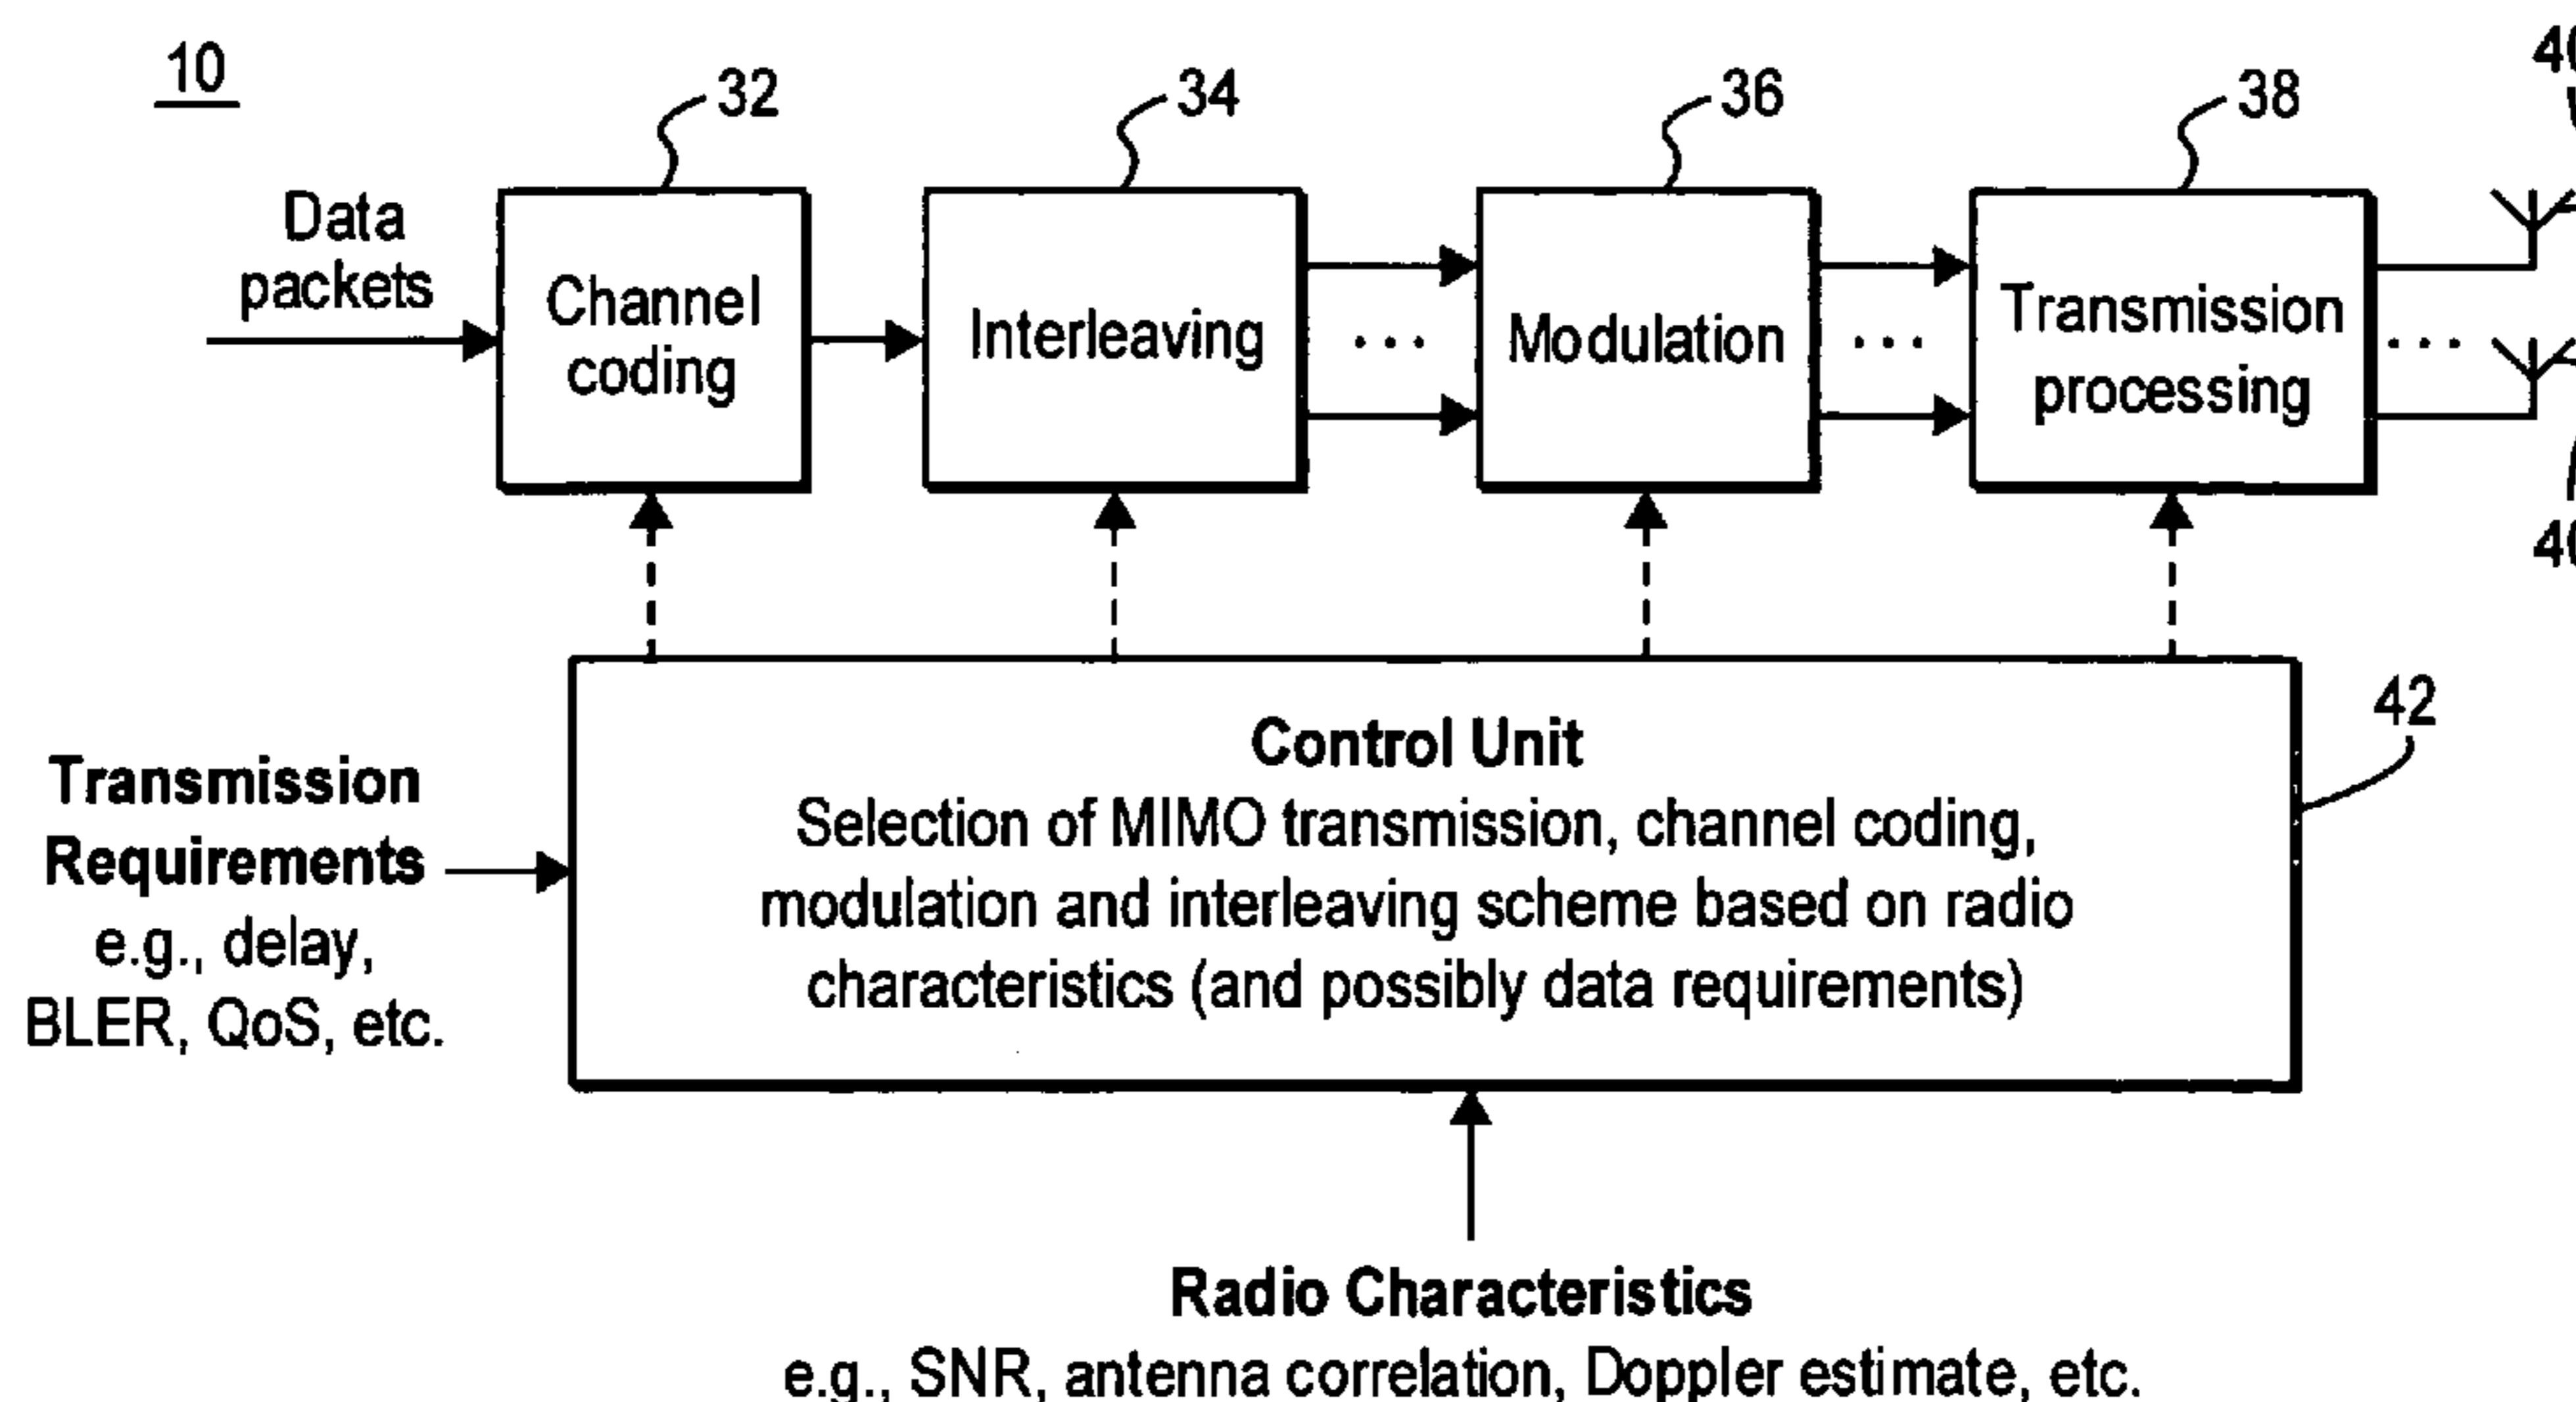 10
32
34
36
38
Data
packets
Channel
coding
Interleaving
...
Modulation
...
Transmission
processing
...
42
Control Unit
Selection of MIMO transmission, channel coding,
modulation and interleaving scheme based on radio
characteristics (and possibly data requirements)
Transmission
Requirements
e.g., delay,
BLER, QoS, etc.
Radio Characteristics
e.g., SNR, antenna correlation, Doppler estimate, etc.